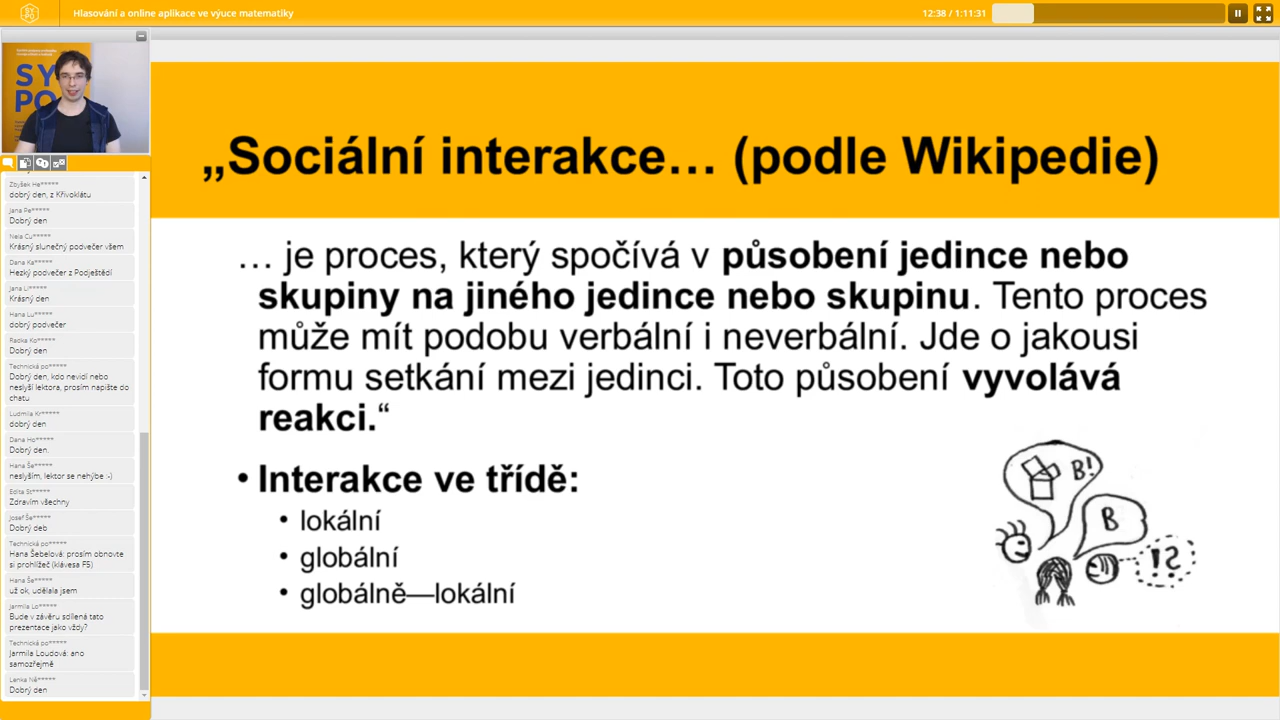 SY
PO
Hlasování a online aplikace ve výuce matematiky
12:38 / 1:11:31
SY
PO
Zbyšek He*****
dobrý den, z Křivoklátu
Jana Pe*****
Dobrý den
Nela Cu*****
Krásný slunečný podvečer všem
Dana Ka*****
Hezký podvečer z Podještědí
Jana Li*****
Krásný den
Hana Lu*****
dobrý podvečer
Radka Ko*****
Dobrý den
Technická po*****
Dobrý den, kdo nevidí nebo
neslyší lektora, prosím napište do
chatu
Ludmila Kr*****
dobrý den
Dana Ho*****
Dobrý den.
Hana Še*****
neslyším, lektor se nehýbe :-)
Edita St*****
Zdravím všechny
Josef Še*****
Dobrý deb
Technická po*****
Hana Šebelová: prosím obnovte
si prohlížeč (klávesa F5)
Hana Še*****
už ok, udělala jsem
Jarmila Lo*****
Bude v závěru sdílená tato
prezentace jako vždy?
Technická po*****
Jarmila Loudová: ano
samozřejmě
Lenka Ně*****
Dobrý den
„Sociální interakce… (podle Wikipedie)
… je proces, který spočívá v působení jedince nebo
skupiny na jiného jedince nebo skupinu. Tento proces
může mít podobu verbální i neverbální. Jde o jakousi
formu setkání mezi jedinci. Toto působení vyvolává
reakci.“
• Interakce ve třídě:
• lokální
• globální
• globálně—lokální
B!
B
!?